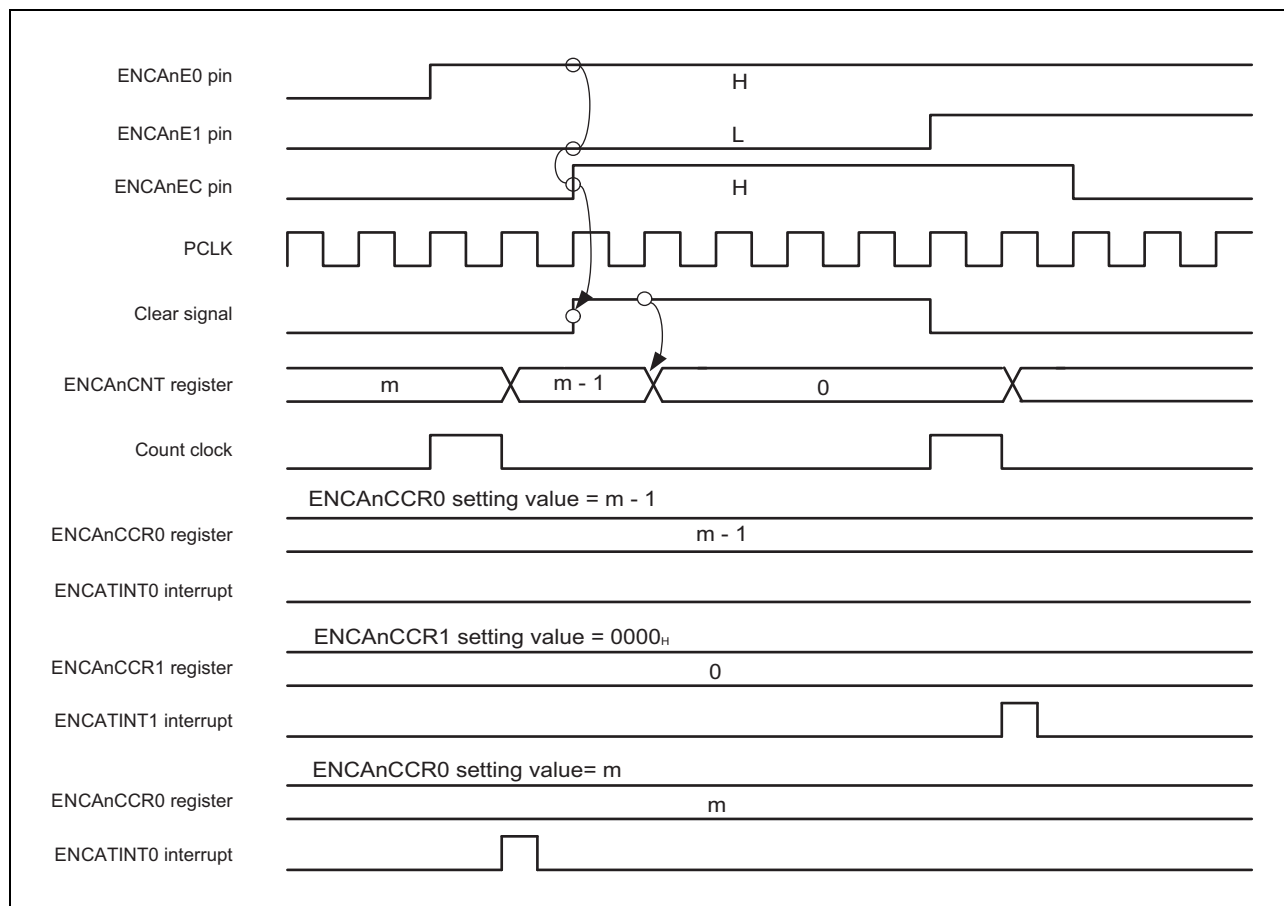 ENCAnE0 pin
H
ENCAnE1 pin
L
ENCAnEC pin
H
PCLK
Clear signal
ENCAnCNT register
m
m - 1
0
Count clock
ENCAnCCR0 setting value = m - 1
ENCAnCCR0 register
m - 1
ENCATINT0 interrupt
ENCAnCCR1 setting value = 0000H
ENCAnCCR1 register
0
ENCATINT1 interrupt
ENCAnCCR0 setting value= m
ENCAnCCR0 register
m
ENCATINT0 interrupt